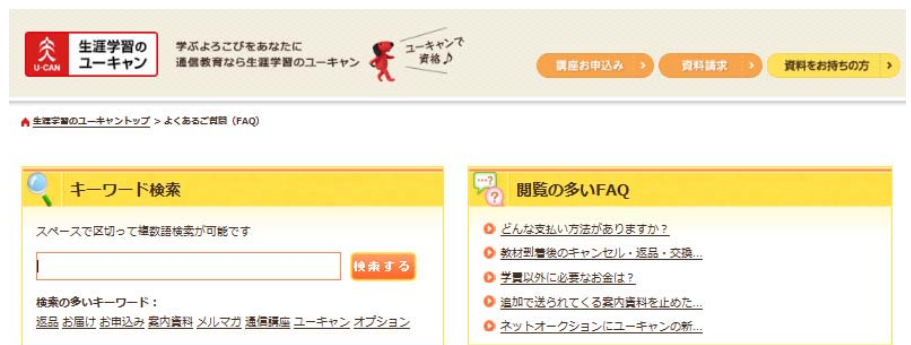 生涯学習の
ユーキャン
U-CAN
学ぶよろこびをあなたに
通信教育なら生涯学習のユーキャン
ユーキャンで
資格♪
講座お申込み
資料請求
資料をお持ちの方
生涯学習のユーキャントップ > よくあるご質問（FAQ）
キーワード検索
スペースで区切って複数語検索が可能です
検索する
検索の多いキーワード：
返品 お届け お申込み 案内資料 メルマガ 通信講座 ユーキャン オプション
閲覧の多いFAQ
どんな支払い方法がありますか？
教材到着後のキャンセル・返品・交換...
学費以外に必要なお金は？
追加で送られてくる案内資料を止めた...
ネットオークションにユーキャンの新...